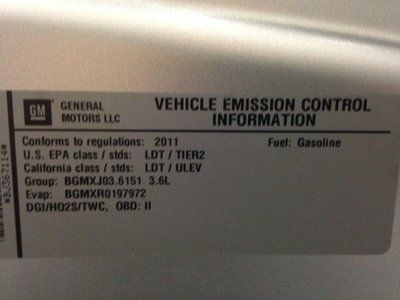 GM
GENERAL
MOTORS LLC
VEHICLE EMISSION CONTROL
INFORMATION
Conforms to regulations: 2011 Fuel: Gasoline
U.S. EPA class / stds: LDT / TIER2
California class / stds: LDT / ULEV
Group: BGMXJ03.6151 3.6L
Evap: BGMXR0197972
DGI/HO2S/TWC, OBD: II